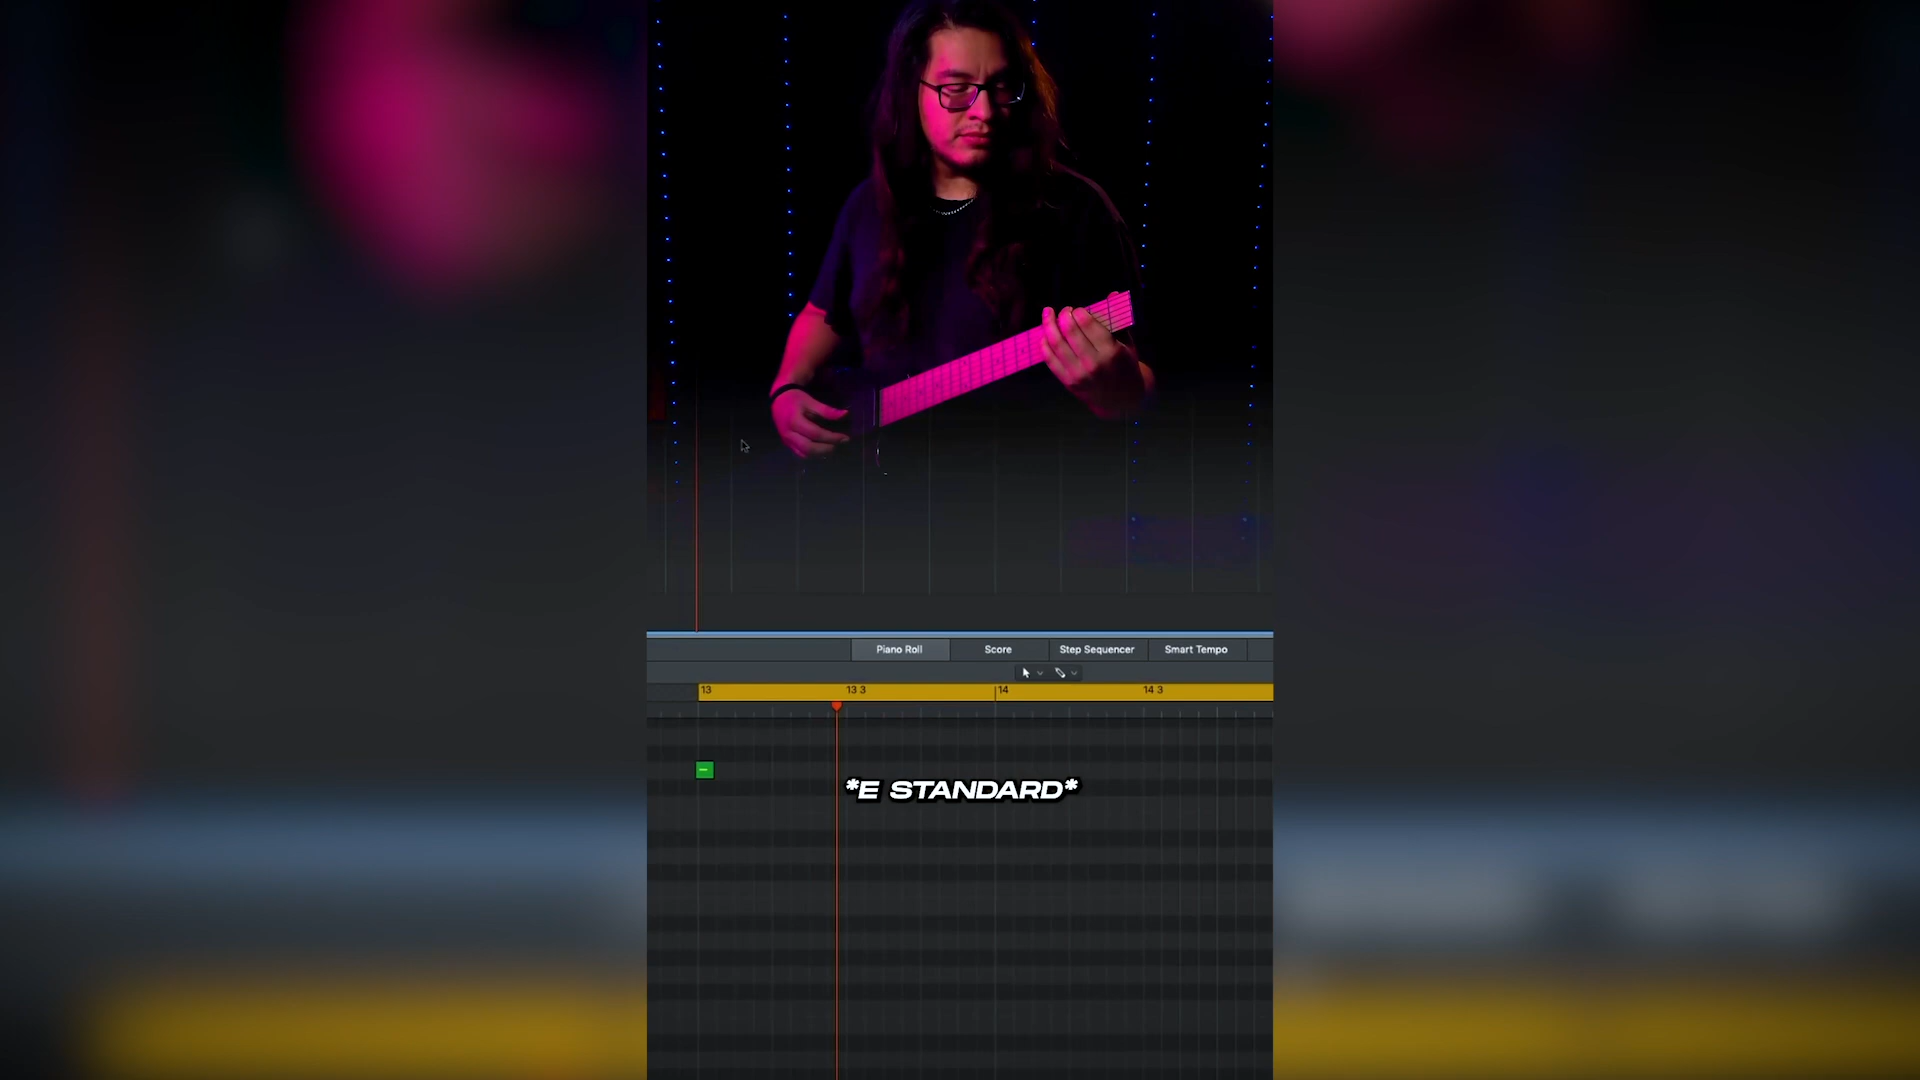 Piano Roll
Score
Step Sequencer
Smart Tempo
13
13 3
14
14 3
*E STANDARD*